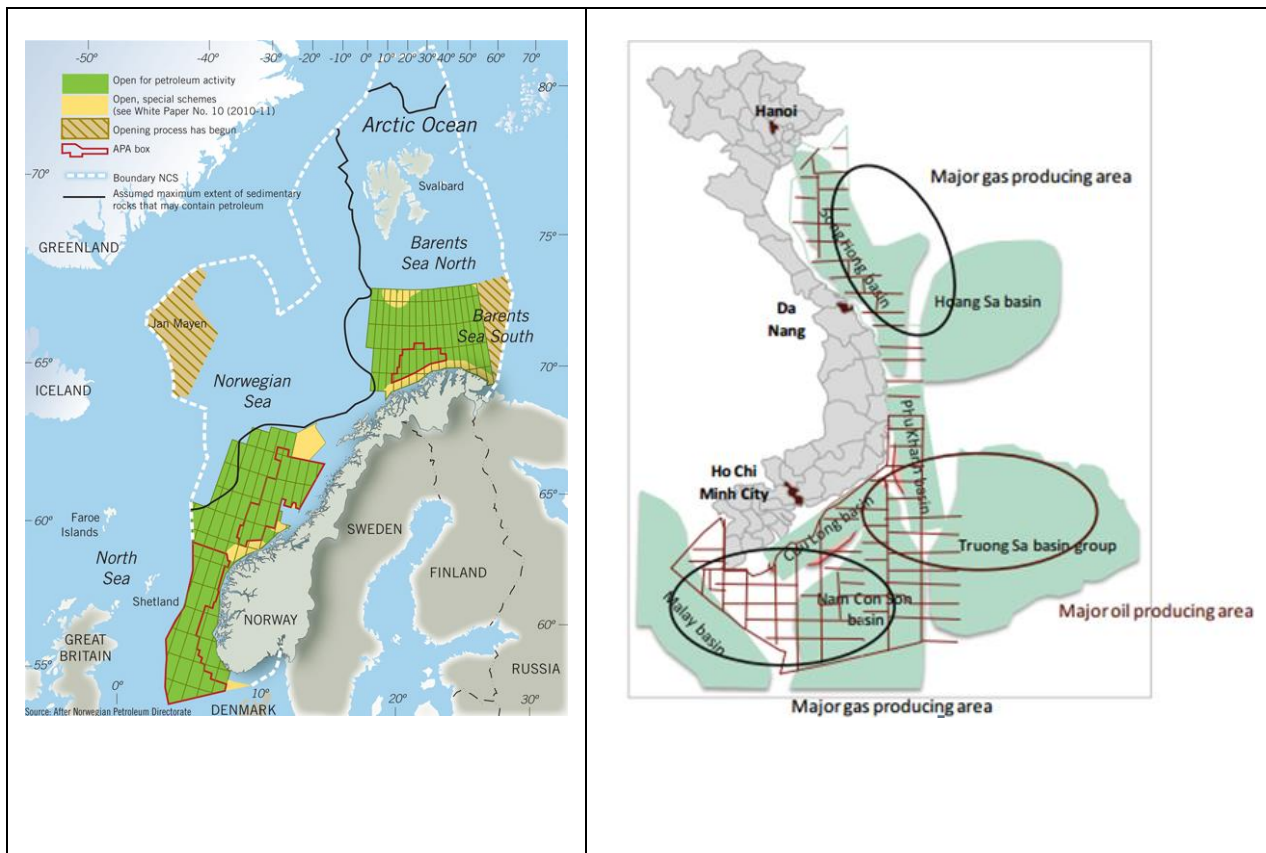 -50° -40° -30° -20° -10° 0° 10° 20° 30° 40° 50° 60° 70°
Open for petroleum activity
Open, special schemes
(see White Paper No. 10 (2010-11)
Opening process has begun
APA box
Boundary NCS
Assumed maximum extent of sedimentary
rocks that may contain petroleum
80°
Arctic Ocean
70°
Svalbard
75°
GREENLAND
Barents
Sea North
Jan Mayen
Barents
Sea South
65°
70°
ICELAND
Norwegian
Sea
65°
60°
Faroe
Islands
SWEDEN
North
Sea
FINLAND
Shetland
NORWAY
60°
GREAT
BRITAIN
RUSSIA
55°
0°
10°
20°
30°
DENMARK
Source: After Norwegian Petroleum Directorate
Hanoi
Major gas producing area
Song Hong basin
Hoang Sa basin
Da
Nang
Phu Khanh basin
Ho Chi
Minh City
Cuu Long basin
Truong Sa basin group
Malay basin
Nam Con Son
basin
Major oil producing area
Major gas producing area